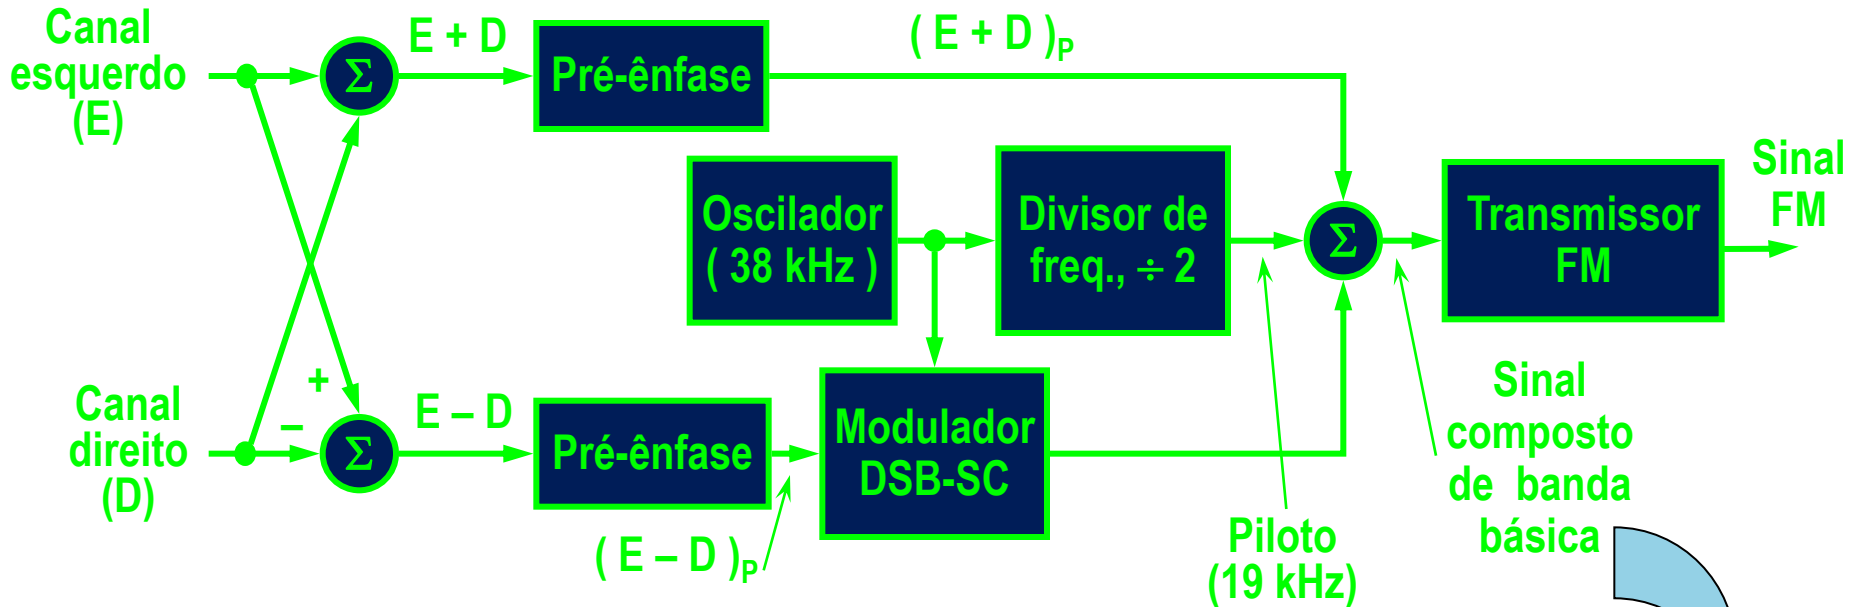 Canal
esquerdo
(E)
E + D
Pré-ênfase
( E + D )P
Σ
Oscilador
( 38 kHz )
Divisor de
freq., ÷ 2
Σ
Transmissor
FM
Sinal
FM
Canal
direito
(D)
+
–
Σ
E – D
Pré-ênfase
( E – D )P
Modulador
DSB-SC
Piloto
(19 kHz)
Sinal
composto
de banda
básica